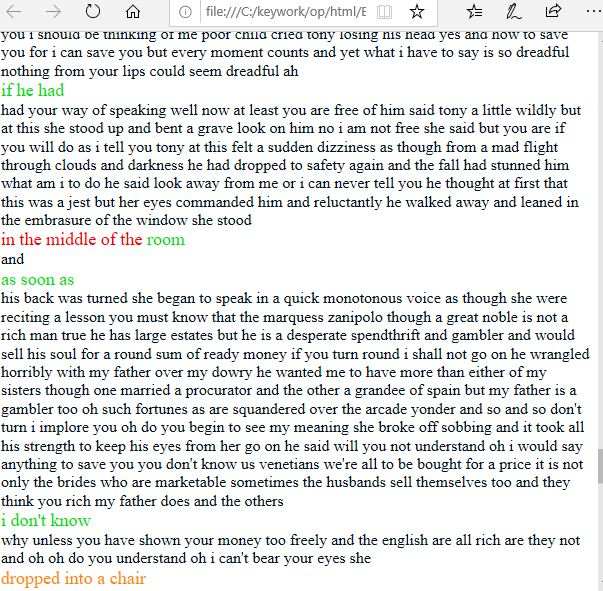 file:///C:/keywork/op/html/E
you i should be thinking of me poor child cried tony losing his head yes and how to save
you for i can save you but every moment counts and yet what i have to say is so dreadful
nothing from your lips could seem dreadful ah
if he had
had your way of speaking well now at least you are free of him said tony a little wildly but
at this she stood up and bent a grave look on him no i am not free she said but you are if
you will do as i tell you tony at this felt a sudden dizziness as though from a mad flight
through clouds and darkness he had dropped to safety again and the fall had stunned him
what am i to do he said look away from me or i can never tell you he thought at first that
this was a jest but her eyes commanded him and reluctantly he walked away and leaned in
the embrasure of the window she stood
in the middle of the room
and
as soon as
his back was turned she began to speak in a quick monotonous voice as though she were
reciting a lesson you must know that the marquess zanipolo though a great noble is not a
rich man true he has large estates but he is a desperate spendthrift and gambler and would
sell his soul for a round sum of ready money if you turn round i shall not go on he wrangled
horribly with my father over my dowry he wanted me to have more than either of my
sisters though one married a procurator and the other a grandee of spain but my father is a
gambler too oh such fortunes as are squandered over the arcade yonder and so and so don't
turn i implore you oh do you begin to see my meaning she broke off sobbing and it took all
his strength to keep his eyes from her go on he said will you not understand oh i would say
anything to save you you don't know us venetians we're all to be bought for a price it is not
only the brides who are marketable sometimes the husbands sell themselves too and they
think you rich my father does and the others
i don't know
why unless you have shown your money too freely and the english are all rich are they not
and oh oh do you understand oh i can't bear your eyes she
dropped into a chair